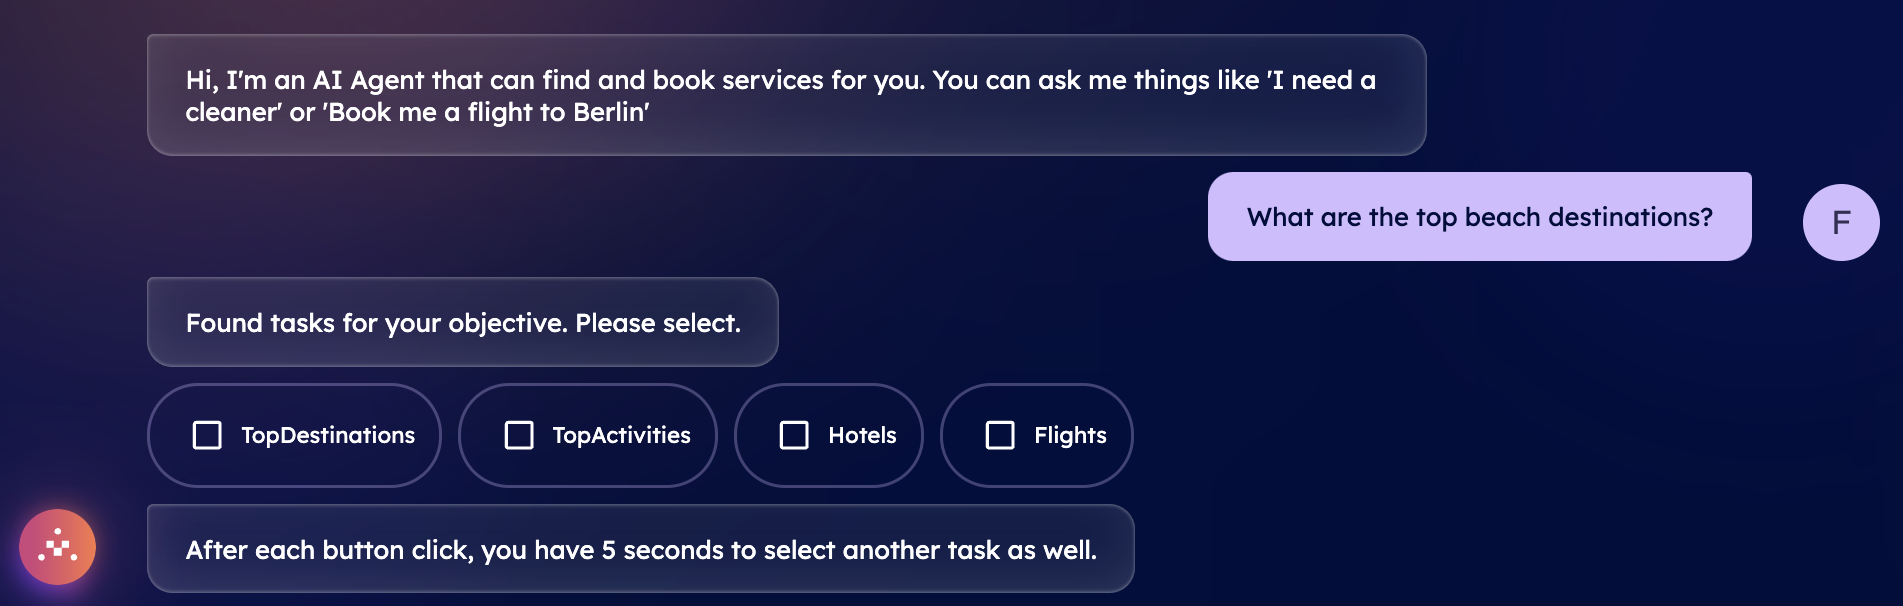 Hi, I'm an AI Agent that can find and book services for you. You can ask me things like 'I need a
cleaner' or 'Book me a flight to Berlin'
What are the top beach destinations?
F
Found tasks for your objective. Please select.
TopDestinations
TopActivities
Hotels
Flights
After each button click, you have 5 seconds to select another task as well.